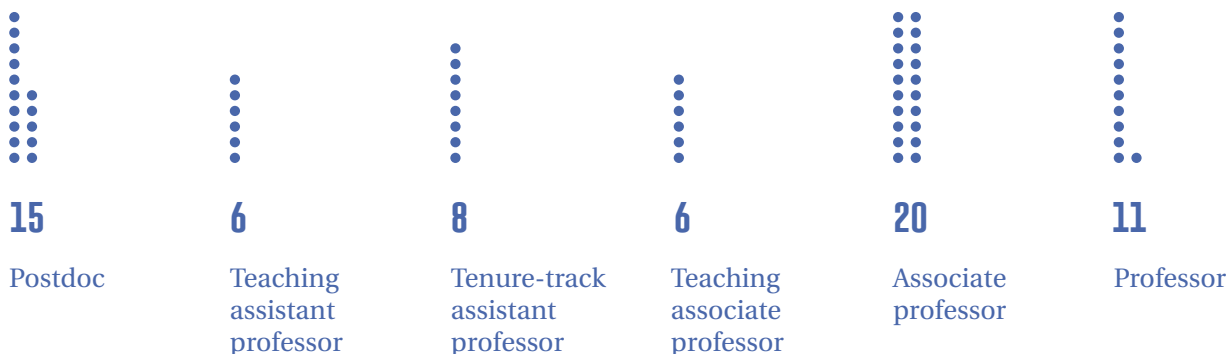 15
Postdoc
6
Teaching
assistant
professor
8
Tenure-track
assistant
professor
6
Teaching
associate
professor
20
Associate
professor
11
Professor